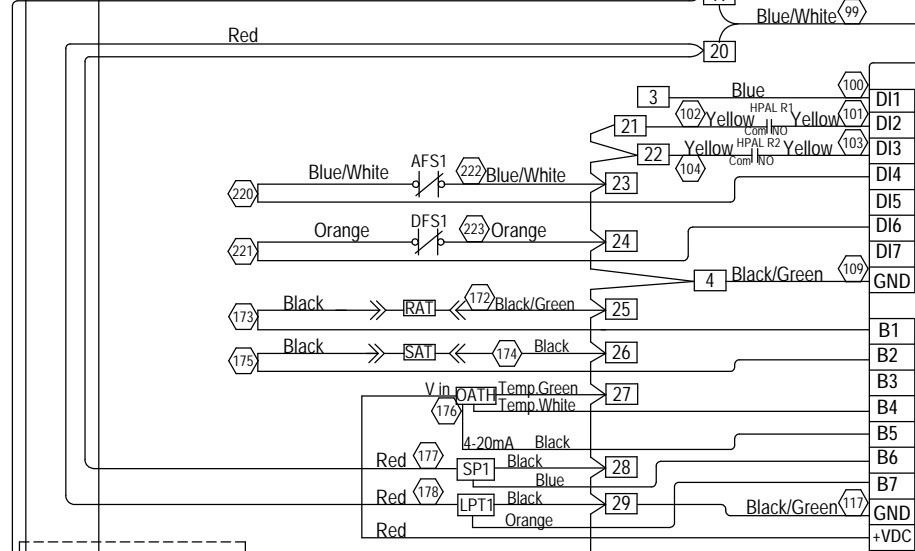 Blue/White 99
Red
20
3 Blue 100 DI1
21 102 Yellow HPAL R1 Com NO Yellow 101 DI2
22 Yellow 104 HPAL R2 Com NO Yellow 103 DI3
220 Blue/White AFS1 222 Blue/White 23 DI4
DI5
221 Orange DFS1 223 Orange 24 DI6
DI7
4 Black/Green 109 GND
173 Black RAT 172 Black/Green 25
B1
175 Black SAT 174 Black 26 B2
B3
V in 176 OATH Temp.Green 27
Temp.White B4
4-20mA Black B5
Red 177 SP1 Black 28 B6
Blue B7
Red 178 LPT1 Black 29 Black/Green 117 GND
Orange
Red +VDC